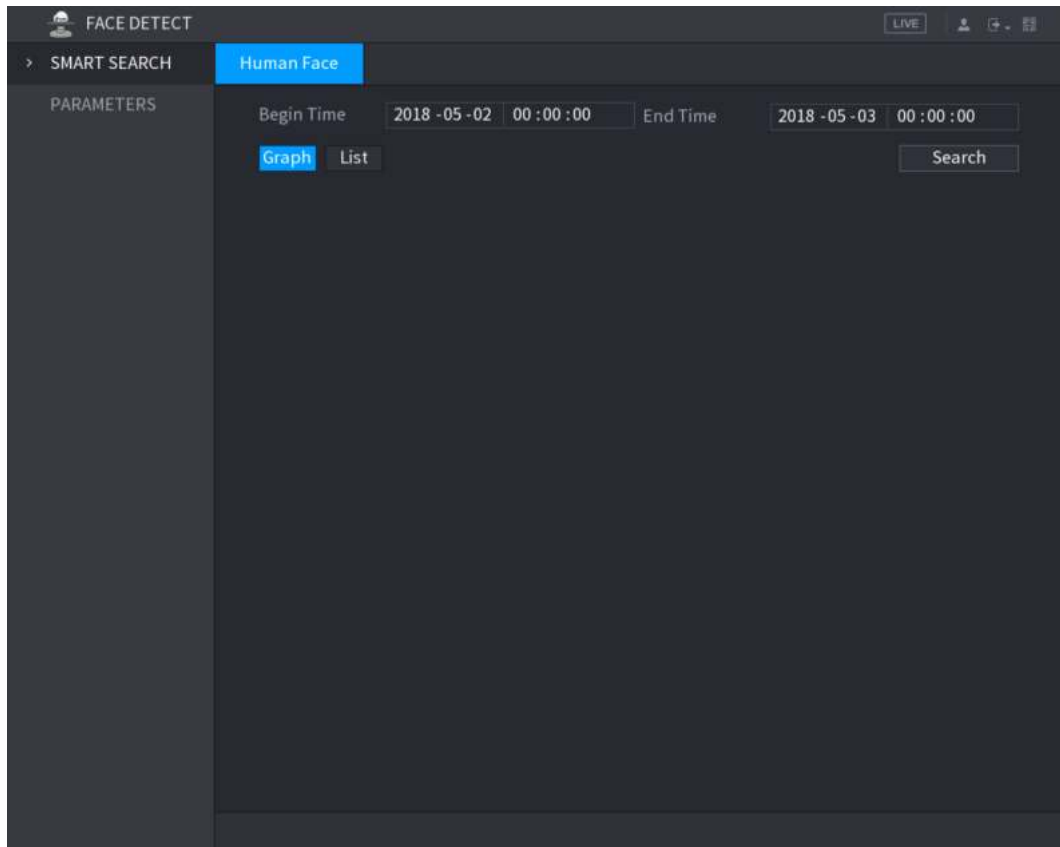 FACE DETECT LIVE
SMART SEARCH Human Face
PARAMETERS
Begin Time 2018 -05 -02 00 :00 :00 End Time 2018 -05 -03 00 :00 :00
Graph List Search